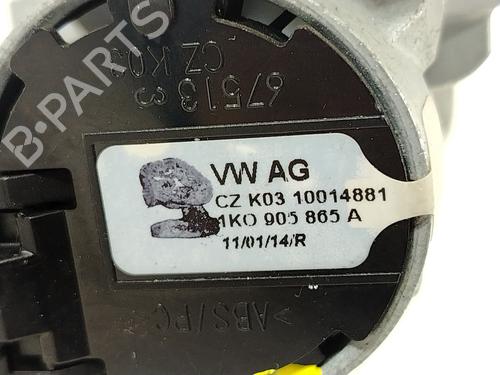 CZ K03
67513
B-PARTS
VW AG
CZ K03 10014881
1K0 905 865 A
11/01/14/R
>ABS/PC